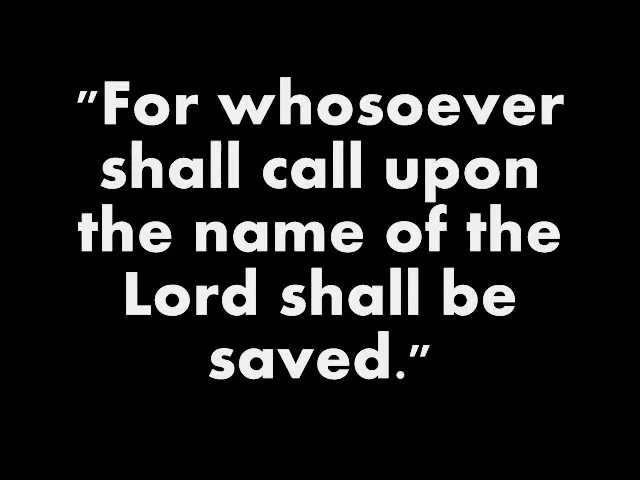 "For whosoever
shall call upon
the name of the
Lord shall be
saved."